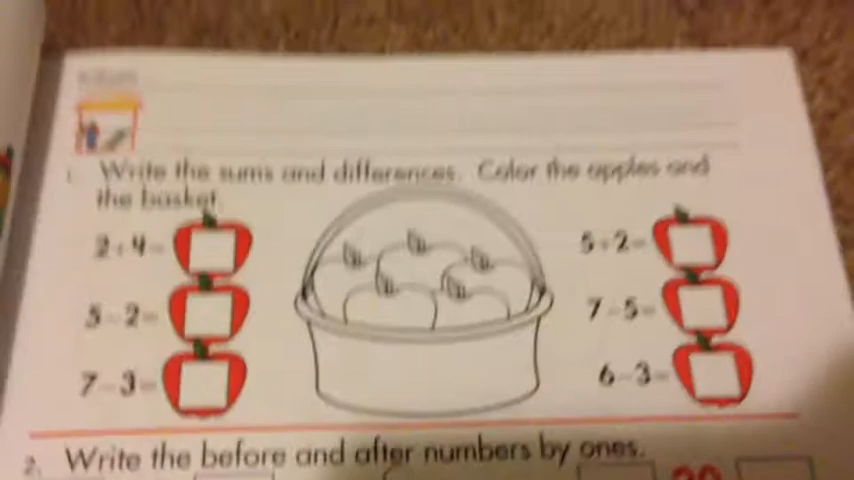 1. Write the sums and differences. Color the apples and
the basket.
2+4=
5+2=
5-2=
7-5=
7-3=
6-3=
2. Write the before and after numbers by ones.